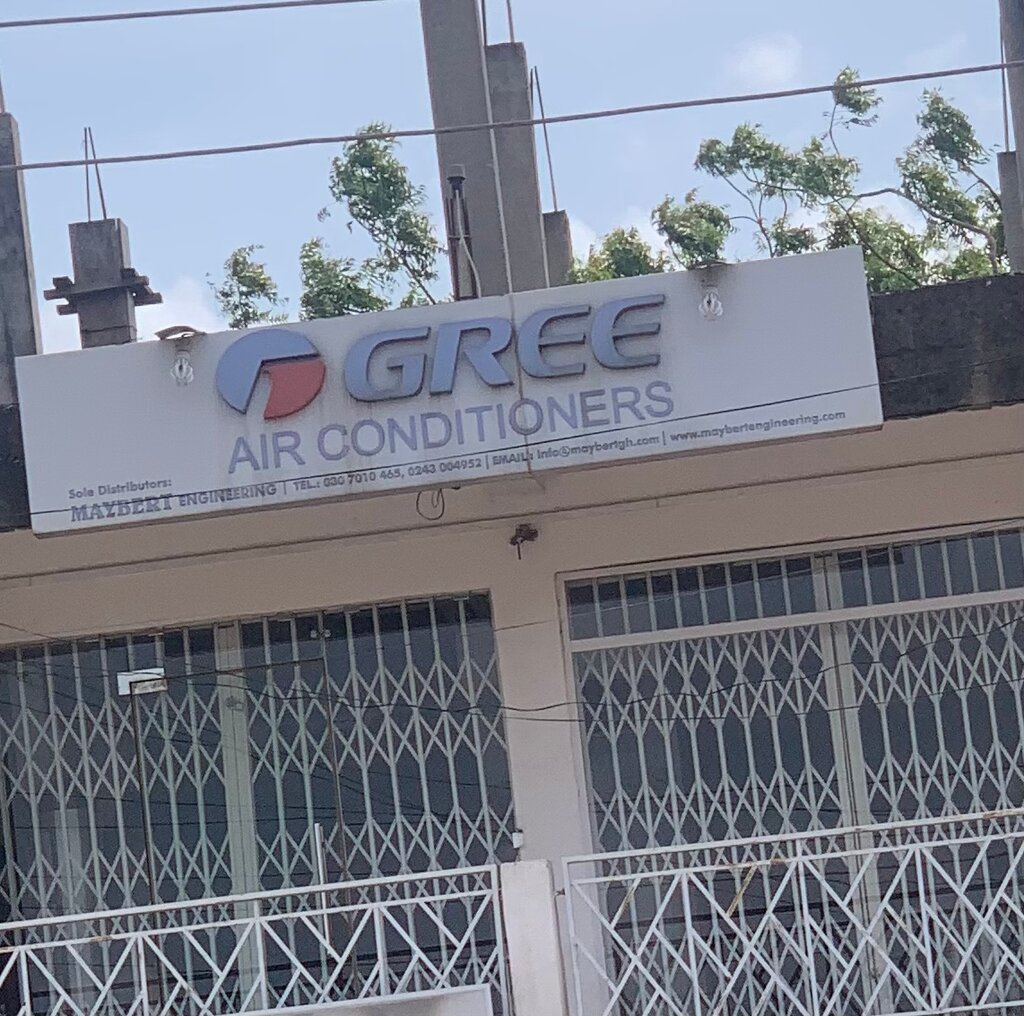 GREE
AIR CONDITIONERS
Sole Distributors:
MAYBERT ENGINEERING | TEL.: 030 7010 465, 0243 004952 | EMAIL: info@maybertgh.com | www.maybertengineering.com